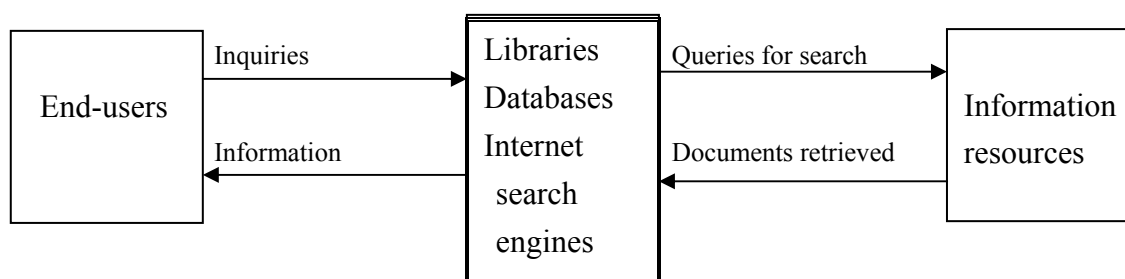 End-users
Inquiries
Information
Libraries
Databases
Internet
search
engines
Queries for search
Documents retrieved
Information
resources